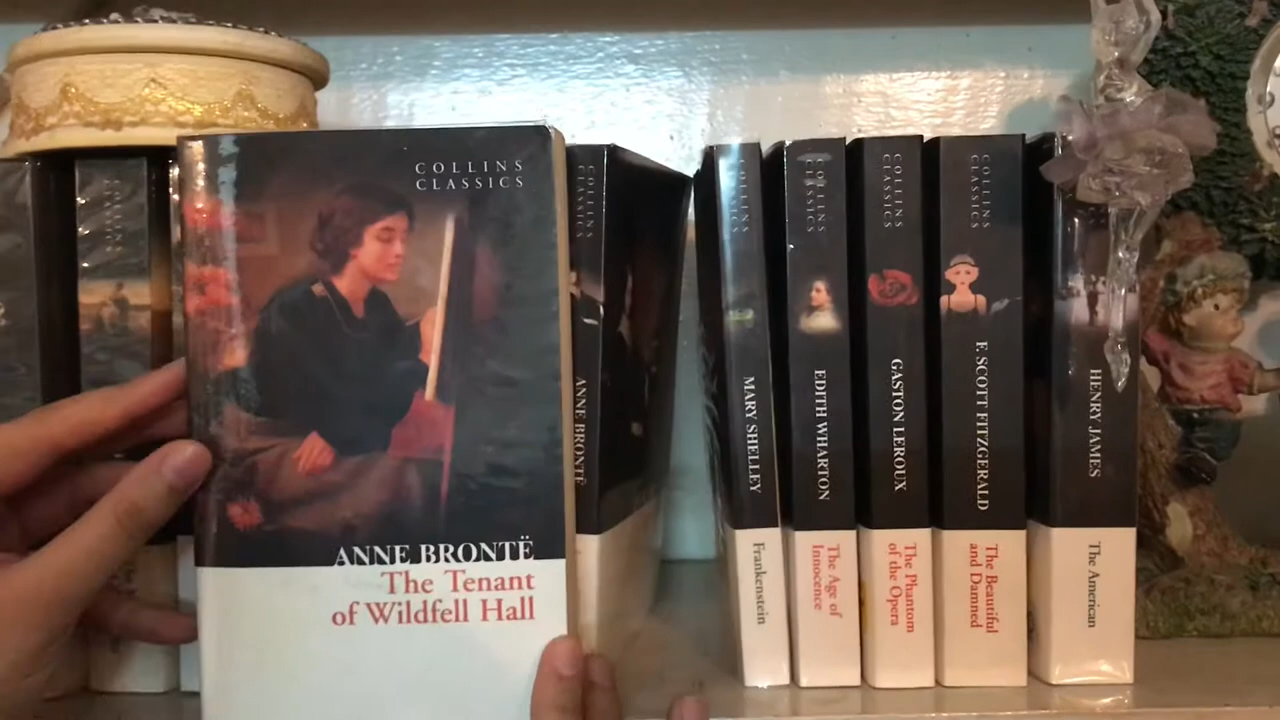 COLLINS
CLASSICS
ANNE BRONTË
The Tenant
of Wildfell Hall
COLLINS
CLASSICS
ANNE BRONTË
COLLINS
CLASSICS
MARY SHELLEY
Frankenstein
COLLINS
CLASSICS
EDITH WHARTON
The Age of
Innocence
COLLINS
CLASSICS
GASTON LEROUX
The Phantom
of the Opera
COLLINS
CLASSICS
F. SCOTT FITZGERALD
The Beautiful
and Damned
HENRY JAMES
The American